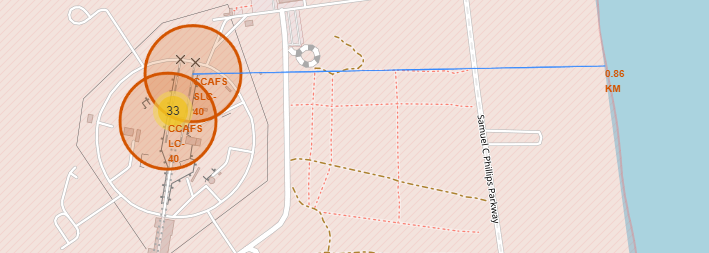 CCAFS
SLC-
40
33
CCAFS
LC-
40
0.86
KM
Samuel C Phillips Parkway